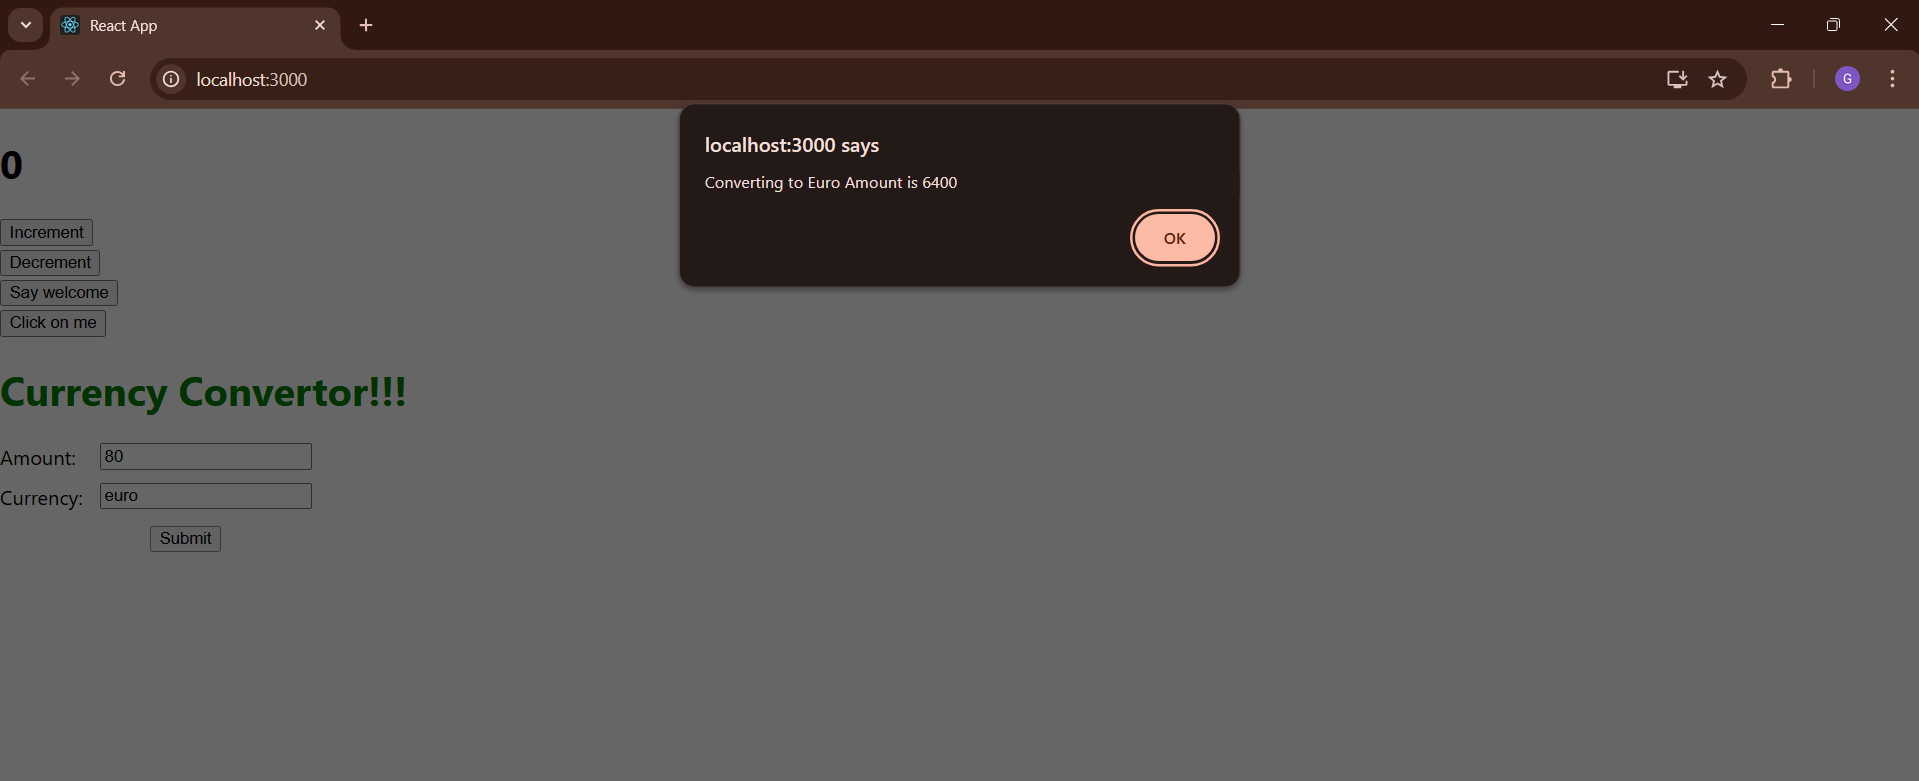 React App
localhost:3000
G
localhost:3000 says
Converting to Euro Amount is 6400
OK
0
Increment
Decrement
Say welcome
Click on me
Currency Convertor!!!
Amount: 80
Currency: euro
Submit